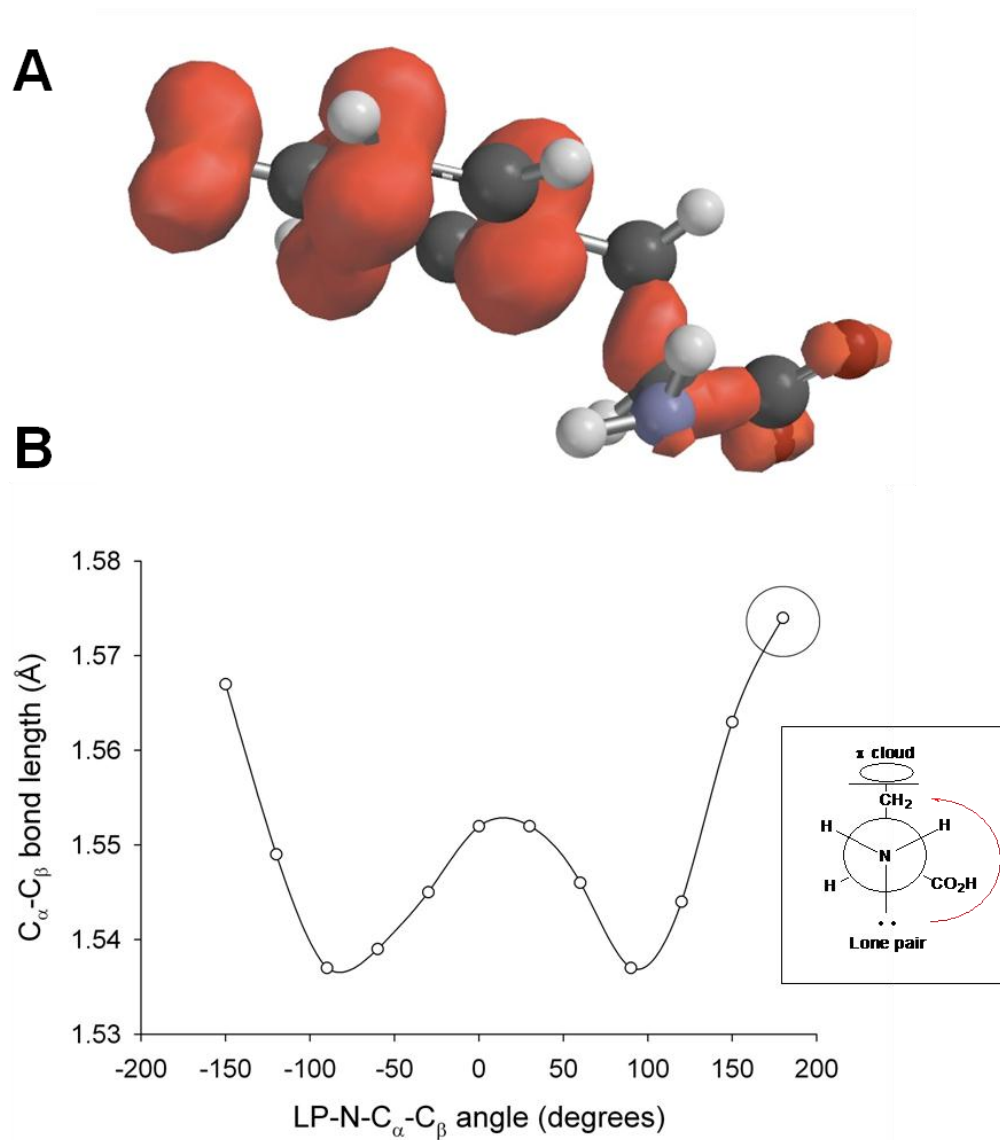 A
B
1.58
1.57
1.56
1.55
1.54
1.53
Cα-Cβ bond length (Å)
-200 -150 -100 -50 0 50 100 150 200
LP-N-Cα-Cβ angle (degrees)
π cloud
CH2
H H
N
H CO2H
Lone pair